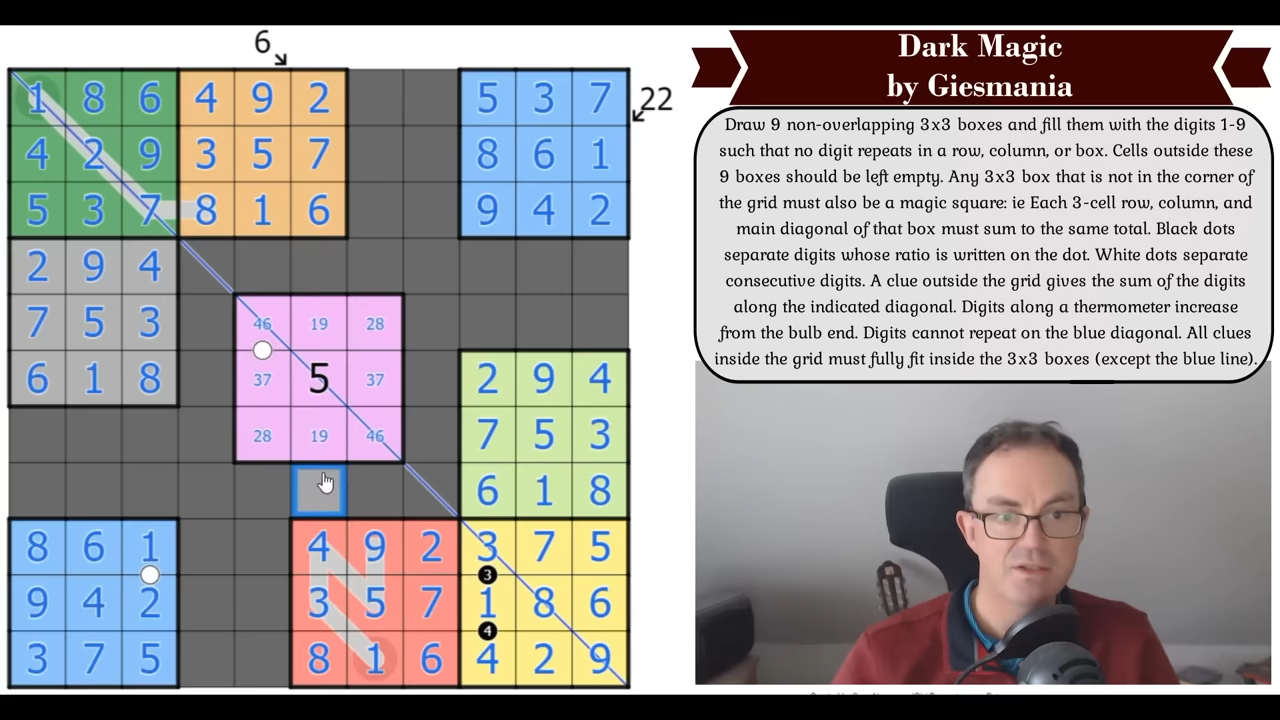 6
22
1 8 6 4 9 2 5 3 7
4 2 9 3 5 7 8 6 1
5 3 7 8 1 6 9 4 2
2 9 4
7 5 3 46 19 28
6 1 8 37 5 37 2 9 4
28 19 46 7 5 3
6 1 8
8 6 1 4 9 2 3 7 5
3
9 4 2 3 5 7 1 8 6
4
3 7 5 8 1 6 4 2 9
Dark Magic
by Giesmania
Draw 9 non-overlapping 3x3 boxes and fill them with the digits 1-9
such that no digit repeats in a row, column, or box. Cells outside these
9 boxes should be left empty. Any 3x3 box that is not in the corner of
the grid must also be a magic square: ie Each 3-cell row, column, and
main diagonal of that box must sum to the same total. Black dots
separate digits whose ratio is written on the dot. White dots separate
consecutive digits. A clue outside the grid gives the sum of the digits
along the indicated diagonal. Digits along a thermometer increase
from the bulb end. Digits cannot repeat on the blue diagonal. All clues
inside the grid must fully fit inside the 3x3 boxes (except the blue line).